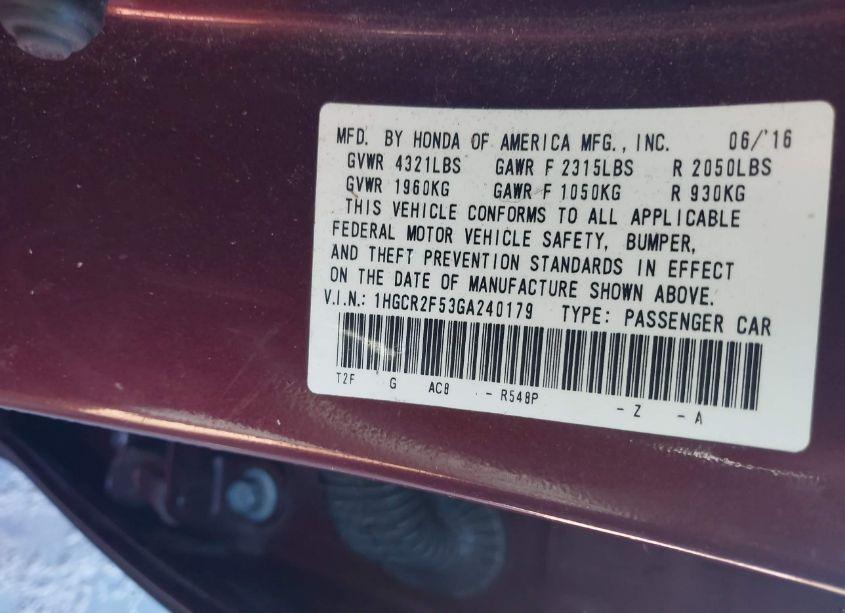 MFD. BY HONDA OF AMERICA MFG., INC. 06/'16
GVWR 4321LBS GAWR F 2315LBS R 2050LBS
GVWR 1960KG GAWR F 1050KG R 930KG
THIS VEHICLE CONFORMS TO ALL APPLICABLE
FEDERAL MOTOR VEHICLE SAFETY, BUMPER,
AND THEFT PREVENTION STANDARDS IN EFFECT
ON THE DATE OF MANUFACTURE SHOWN ABOVE.
V.I.N.: 1HGCR2F53GA240179 TYPE: PASSENGER CAR
T2F G AC8 - R548P - Z - A